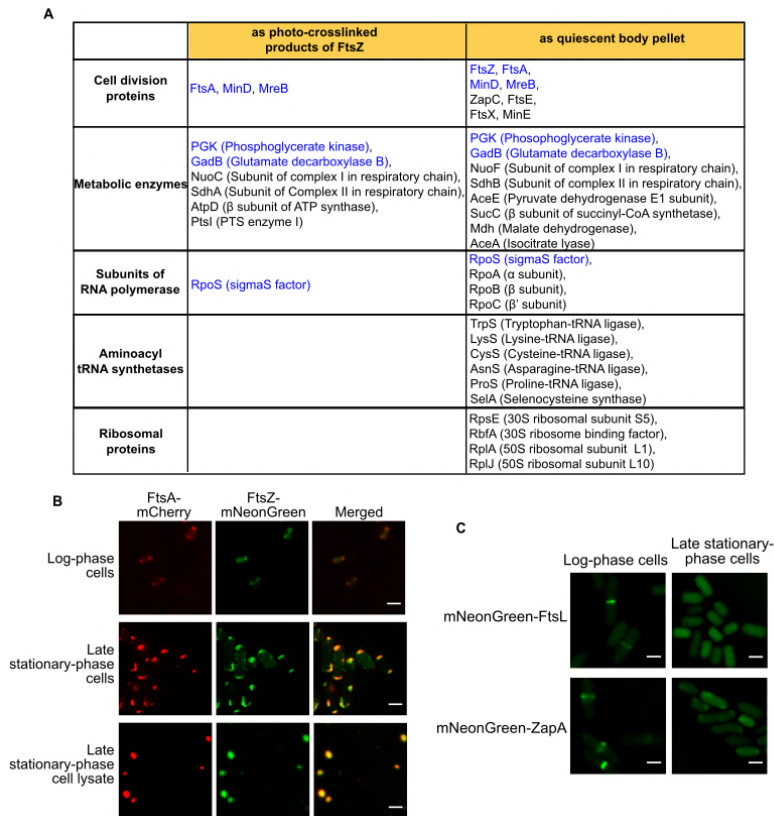 A
as photo-crosslinked
products of FtsZ
as quiescent body pellet
Cell division
proteins
FtsA, MinD, MreB
FtsZ, FtsA,
MinD, MreB,
ZapC, FtsE,
FtsX, MinE
Metabolic enzymes
PGK (Phosphoglycerate kinase),
GadB (Glutamate decarboxylase B),
NuoC (Subunit of complex I in respiratory chain),
SdhA (Subunit of Complex II in respiratory chain),
AtpD (β subunit of ATP synthase),
PtsI (PTS enzyme I)
PGK (Phosophoglycerate kinase),
GadB (Glutamate decarboxylase B),
NuoF (Subunit of complex I in respiratory chain),
SdhB (Subunit of complex II in respiratory chain),
AceE (Pyruvate dehydrogenase E1 subunit),
SucC (β subunit of succinyl-CoA synthetase),
Mdh (Malate dehydrogenase),
AceA (Isocitrate lyase)
Subunits of
RNA polymerase
RpoS (sigmaS factor)
RpoS (sigmaS factor),
RpoA (α subunit),
RpoB (β subunit),
RpoC (β' subunit)
Aminoacyl
tRNA synthetases
TrpS (Tryptophan-tRNA ligase),
LysS (Lysine-tRNA ligase),
CysS (Cysteine-tRNA ligase),
AsnS (Asparagine-tRNA ligase),
ProS (Proline-tRNA ligase),
SelA (Selenocysteine synthase)
Ribosomal
proteins
RpsE (30S ribosomal subunit S5),
RbfA (30S ribosome binding factor),
RplA (50S ribosomal subunit L1),
RplJ (50S ribosomal subunit L10)
B
FtsA-
mCherry
FtsZ-
mNeonGreen
Merged
Log-phase
cells
Late
stationary-phase
cells
Late
stationary-phase
cell lysate
C
Log-phase cells
Late stationary-
phase cells
mNeonGreen-FtsL
mNeonGreen-ZapA